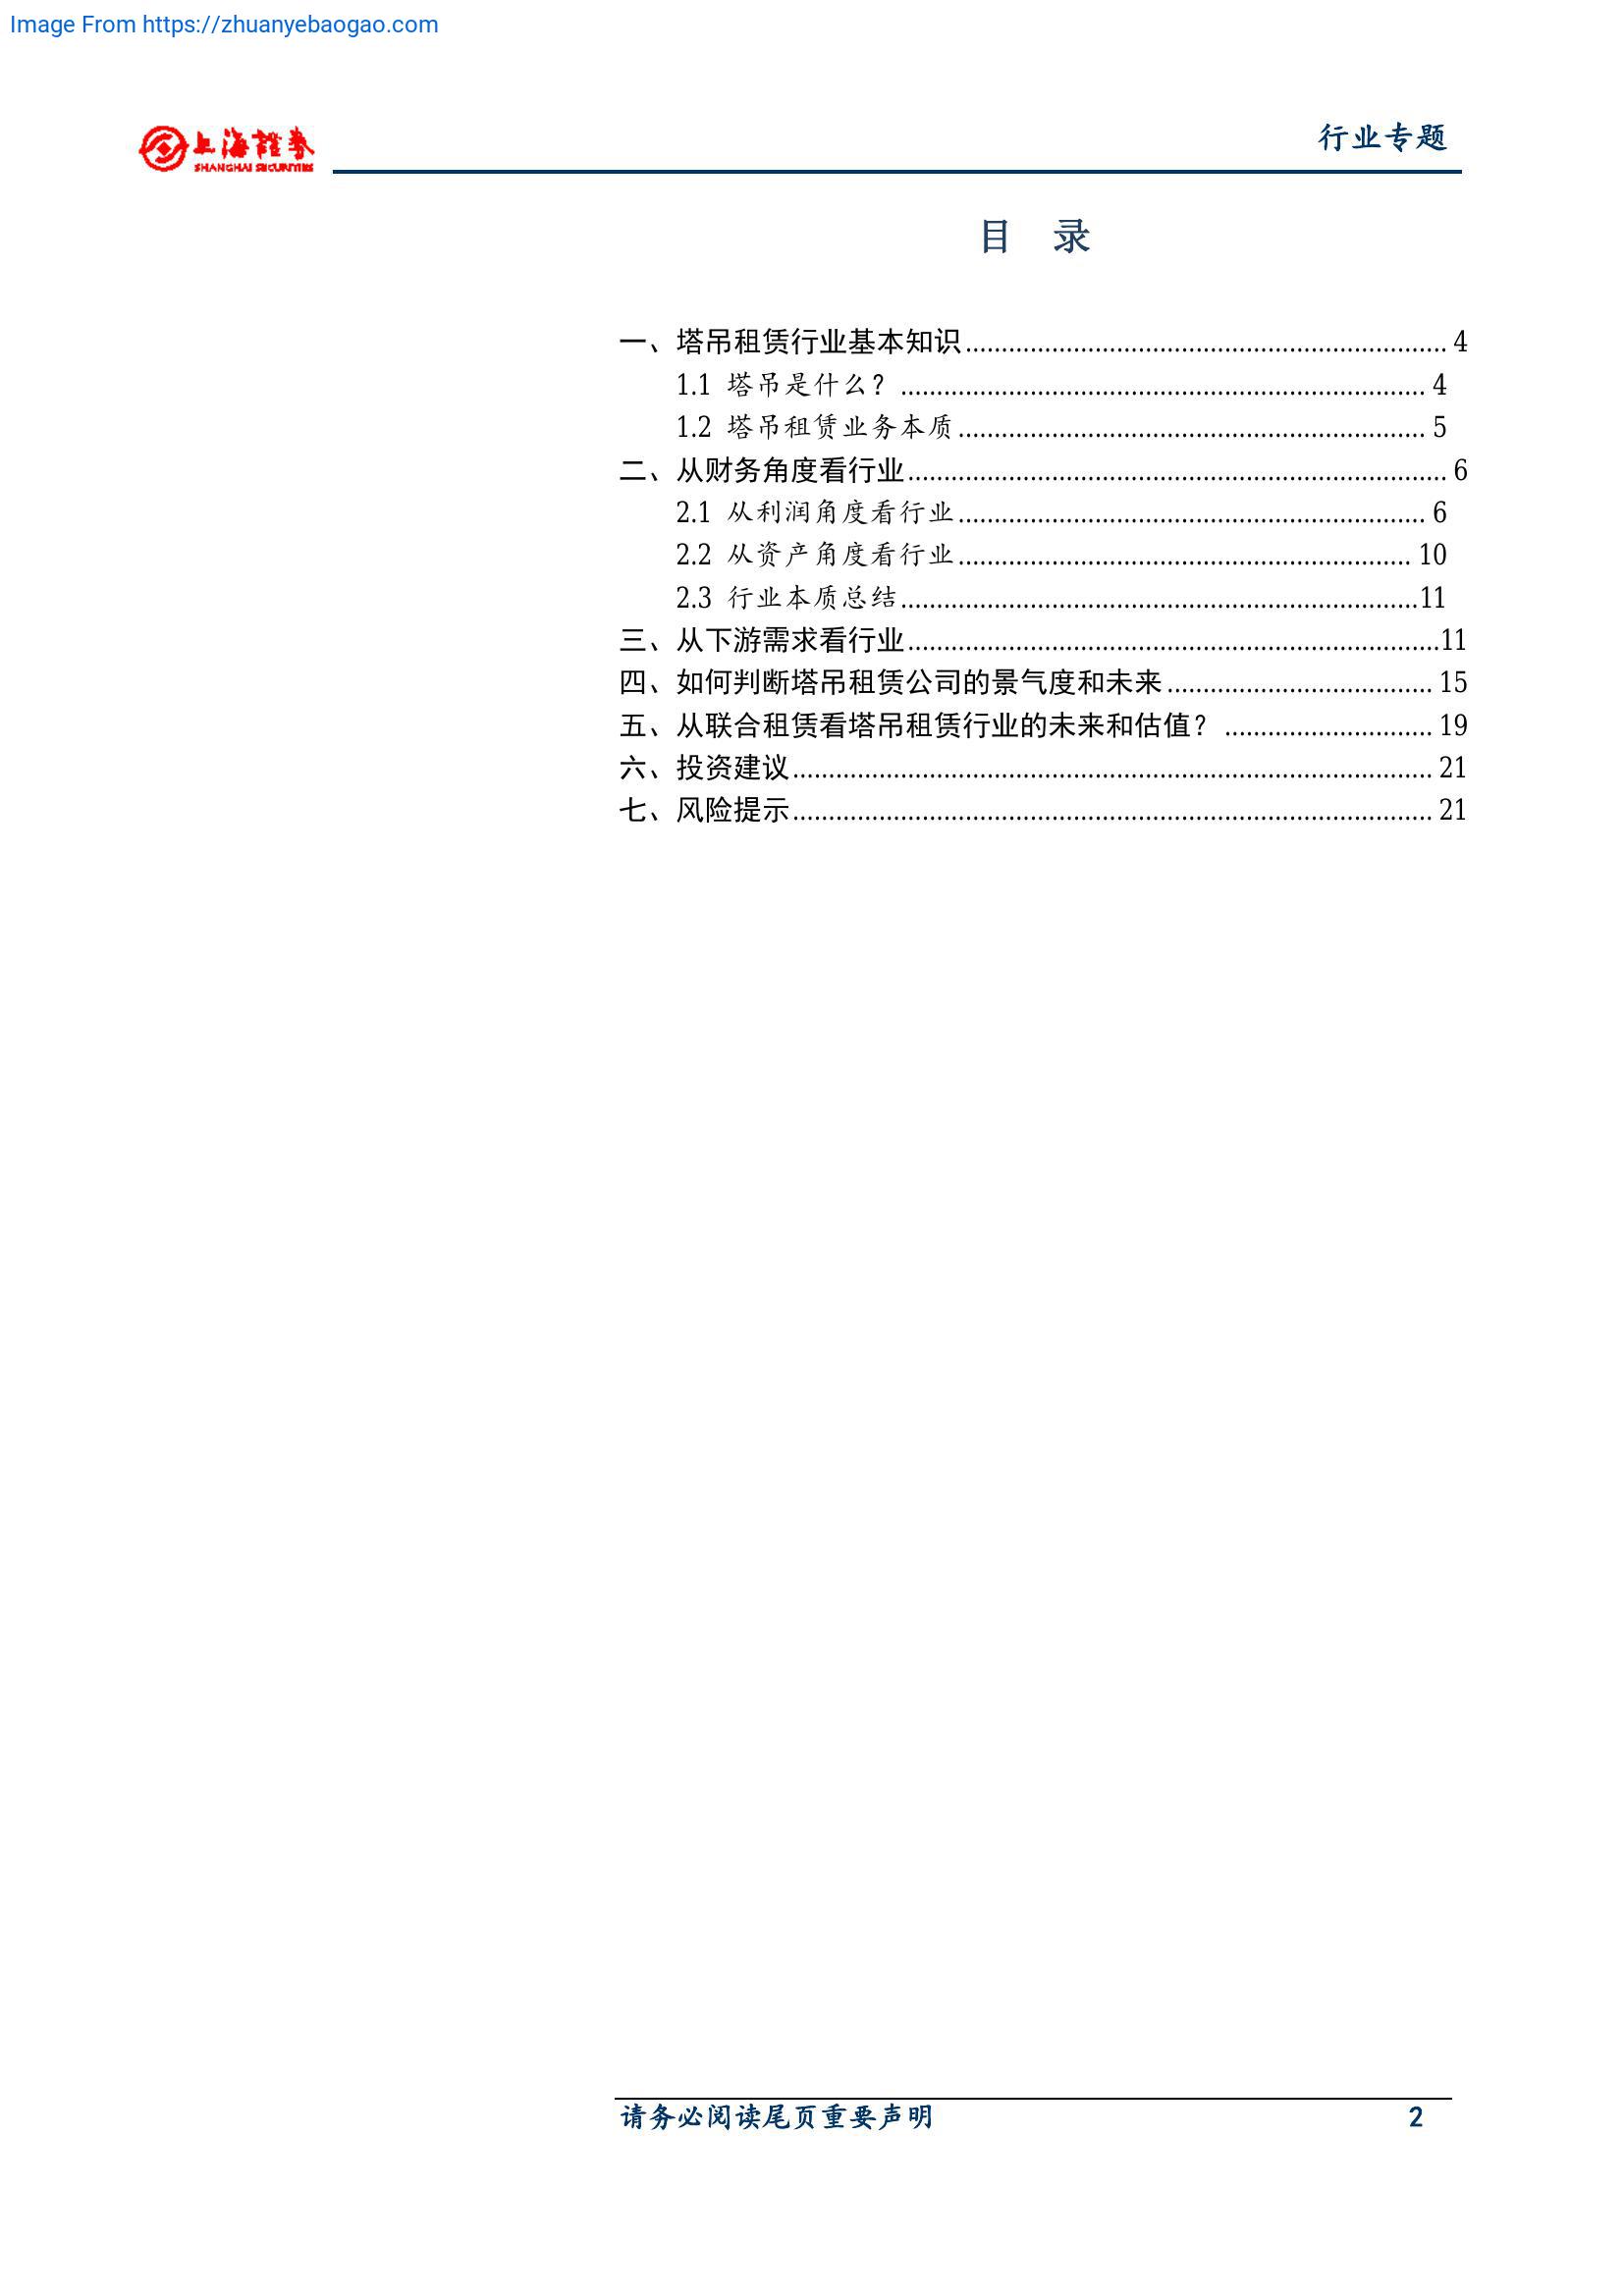 Image From https://zhuanyebaogao.com
上海證券
SHANGHAI SECURITIES
行业专题
目 录
一、塔吊租赁行业基本知识 4
1.1 塔吊是什么？ 4
1.2 塔吊租赁业务本质 5
二、从财务角度看行业 6
2.1 从利润角度看行业 6
2.2 从资产角度看行业 10
2.3 行业本质总结 11
三、从下游需求看行业 11
四、如何判断塔吊租赁公司的景气度和未来 15
五、从联合租赁看塔吊租赁行业的未来和估值？ 19
六、投资建议 21
七、风险提示 21
请务必阅读尾页重要声明 2